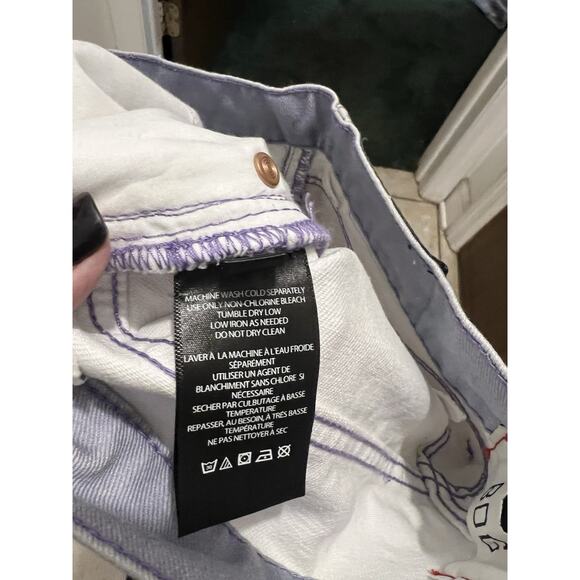 MACHINE WASH COLD SEPARATELY
USE ONLY NON-CHLORINE BLEACH
TUMBLE DRY LOW
LOW IRON AS NEEDED
DO NOT DRY CLEAN
LAVER À LA MACHINE À L'EAU FROIDE
SÉPARÉMENT
UTILISER UN AGENT DE
BLANCHIMENT SANS CHLORE SI
NÉCESSAIRE
SECHER PAR CULBUTAGE À BASSE
TEMPERATURE
REPASSER, AU BESOIN, À TRÈS BASSE
TEMPÉRATURE
NE PAS NETTOYER À SEC